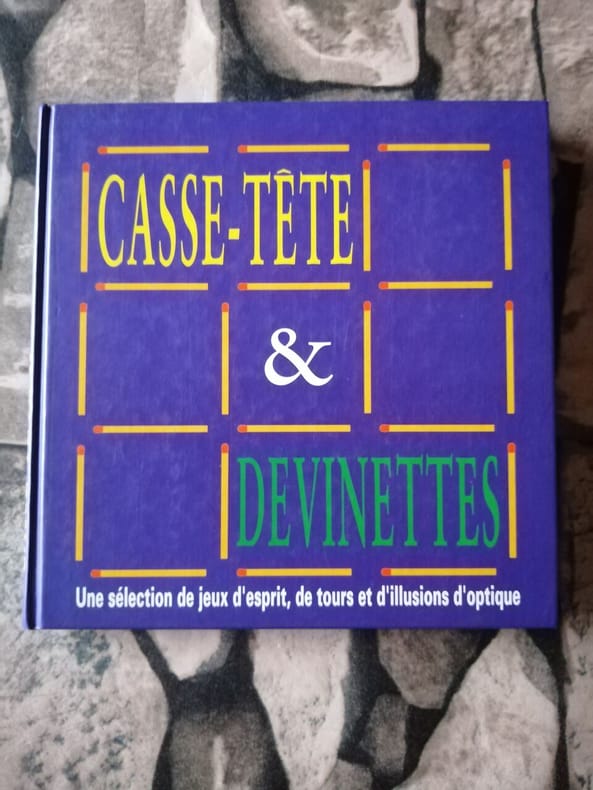 CASSE-TÊTE
&
DEVINETTES
Une sélection de jeux d'esprit, de tours et d'illusions d'optique